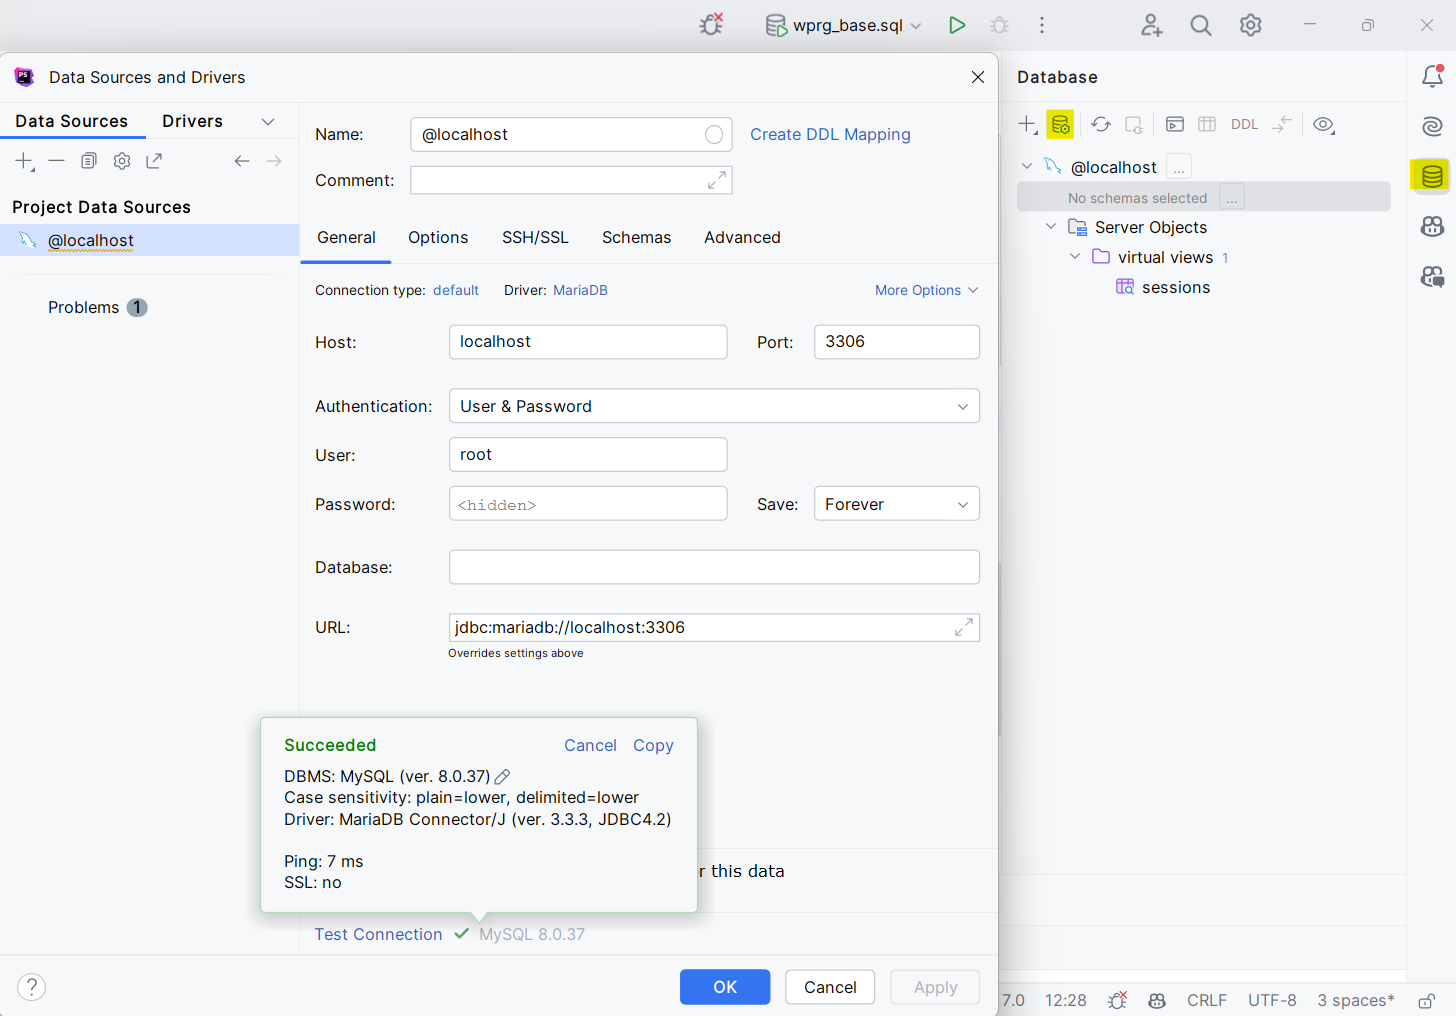 wprg_base.sql
PS
Data Sources and Drivers
Data Sources
Drivers
Project Data Sources
@localhost
Problems 1
Name: @localhost Create DDL Mapping
Comment:
General Options SSH/SSL Schemas Advanced
Connection type: default Driver: MariaDB More Options
Host: localhost Port: 3306
Authentication: User & Password
User: root
Password: <hidden> Save: Forever
Database:
URL: jdbc:mariadb://localhost:3306
Overrides settings above
Succeeded Cancel Copy
DBMS: MySQL (ver. 8.0.37)
Case sensitivity: plain=lower, delimited=lower
Driver: MariaDB Connector/J (ver. 3.3.3, JDBC4.2)
Ping: 7 ms
SSL: no
r this data
Test Connection MySQL 8.0.37
? OK Cancel Apply
Database
DDL
@localhost ...
No schemas selected ...
Server Objects
virtual views 1
sessions
7.0 12:28 CRLF UTF-8 3 spaces*